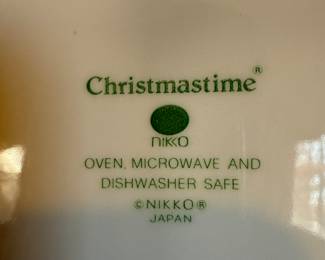 Christmastime®
NIKKO
OVEN, MICROWAVE AND
DISHWASHER SAFE
©NIKKO®
JAPAN